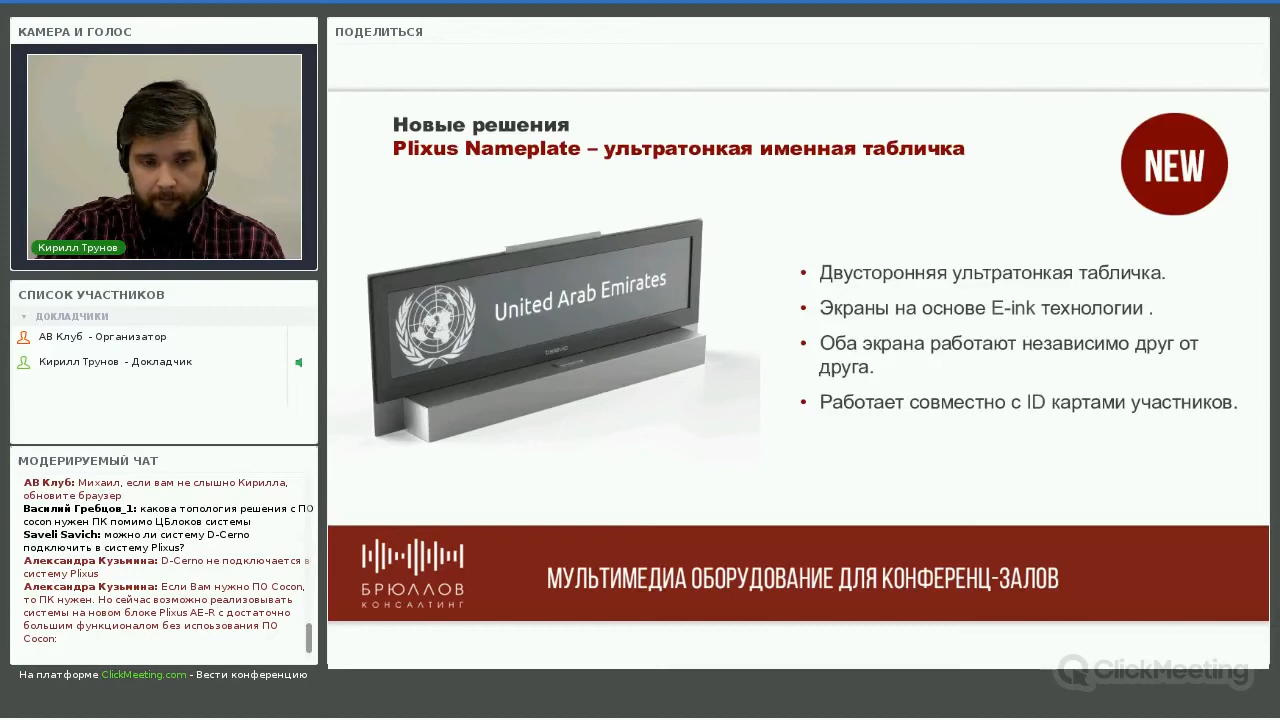 КАМЕРА И ГОЛОС
Кирилл Трунов
СПИСОК УЧАСТНИКОВ
ДОКЛАДЧИКИ
АВ Клуб - Организатор
Кирилл Трунов - Докладчик
МОДЕРИРУЕМЫЙ ЧАТ
АВ Клуб: Михаил, если вам не слышно Кирилла,
обновите браузер
Василий Гребцов_1: какова топология решения с ПО
cocon нужен ПК помимо ЦБлоков системы
Saveli Savich: можно ли систему D-Cerno
подключить в систему Plixus?
Александра Кузьмина: D-Cerno не подключается в
систему Plixus
Александра Кузьмина: Если Вам нужно ПО Cocon,
то ПК нужен. Но сейчас возможно реализовывать
системы на новом блоке Plixus AE-R с достаточно
большим функционалом без испоьзования ПО
Cocon:
На платформе ClickMeeting.com - Вести конференцию
ПОДЕЛИТЬСЯ
Новые решения
Plixus Nameplate – ультратонкая именная табличка
NEW
United Arab Emirates
televic
• Двусторонняя ультратонкая табличка.
• Экраны на основе E-ink технологии .
• Оба экрана работают независимо друг от
друга.
• Работает совместно с ID картами участников.
БРЮЛЛОВ
КОНСАЛТИНГ
МУЛЬТИМЕДИА ОБОРУДОВАНИЕ ДЛЯ КОНФЕРЕНЦ-ЗАЛОВ
ClickMeeting